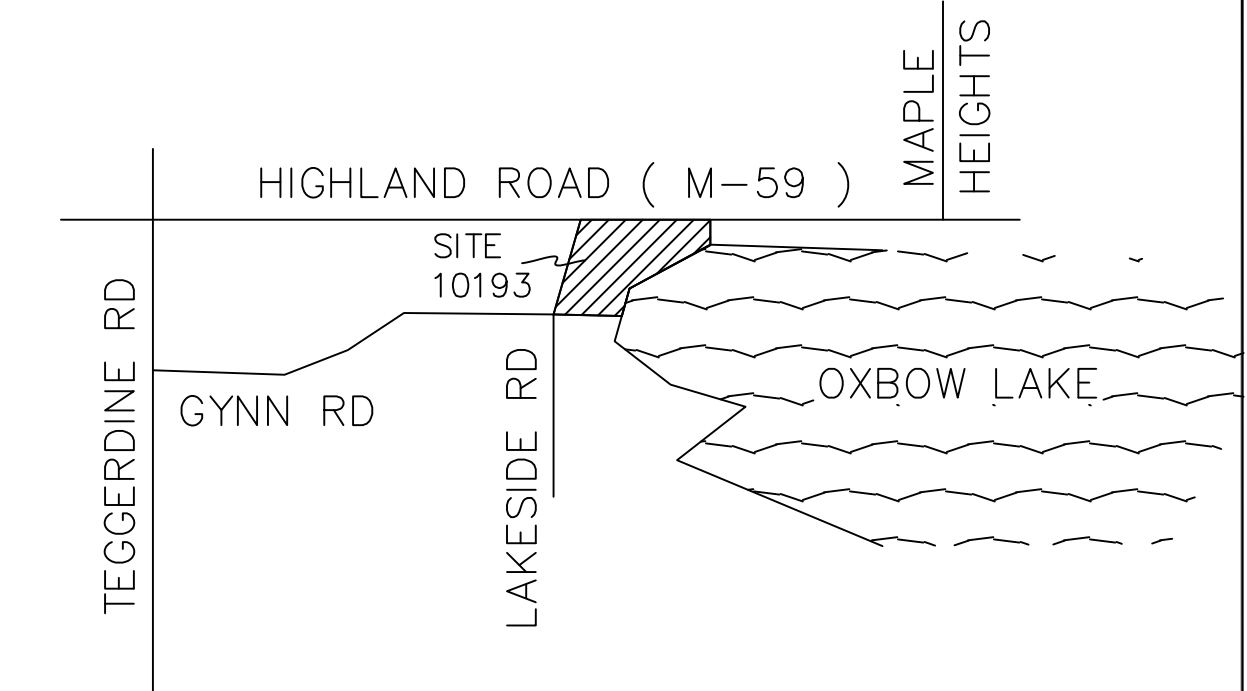 MAPLE
HEIGHTS
HIGHLAND ROAD ( M-59 )
SITE
10193
TEGGERDINE RD
GYNN RD
LAKESIDE RD
OXBOW LAKE